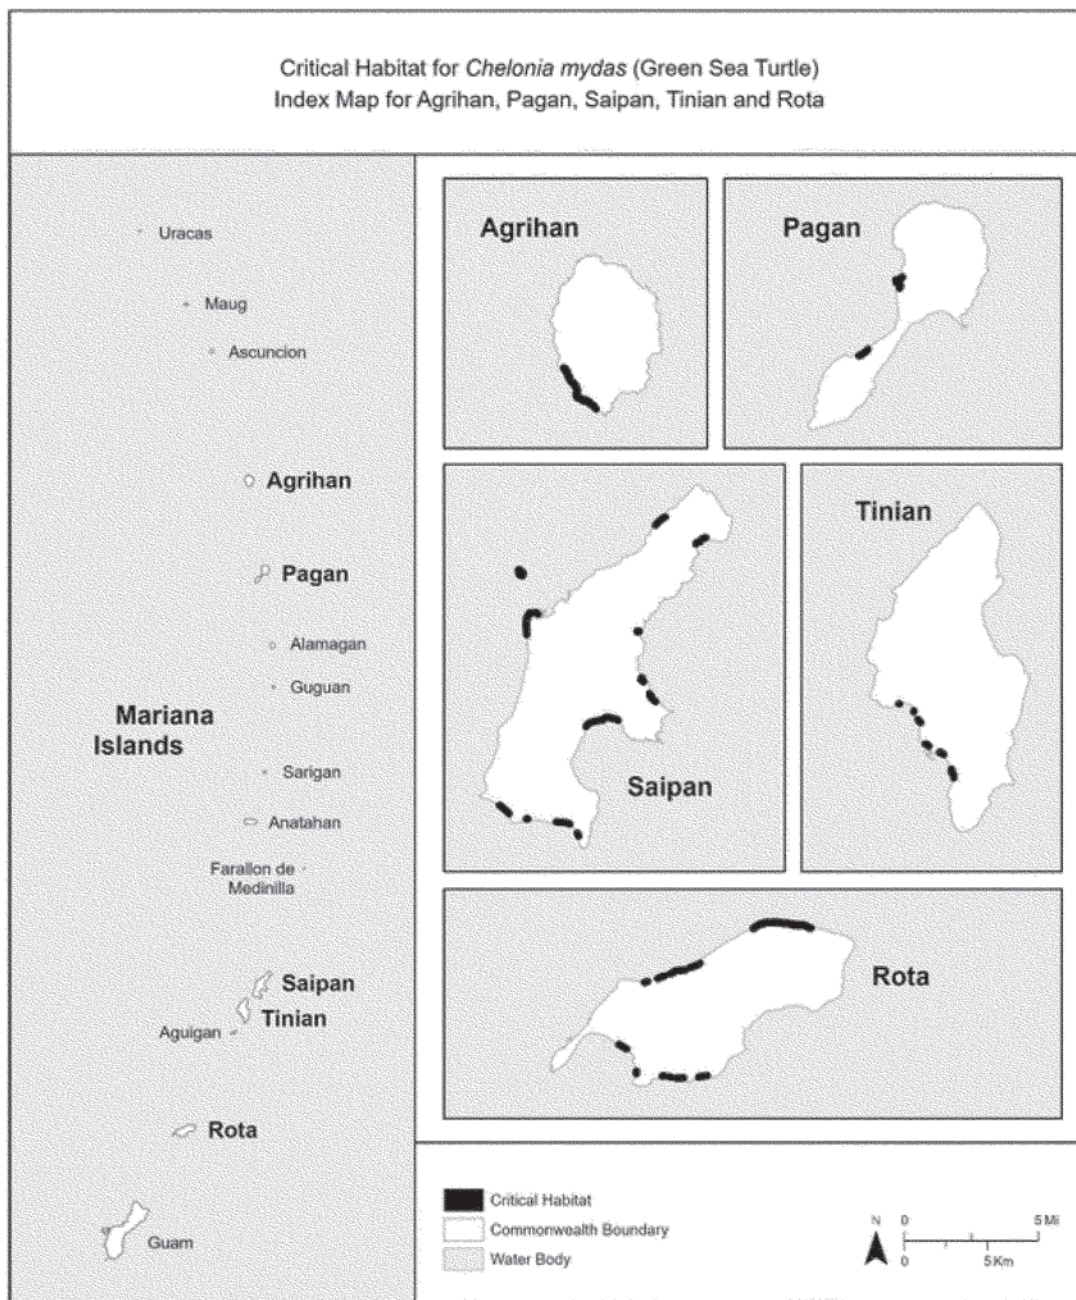 Critical Habitat for Chelonia mydas (Green Sea Turtle)
Index Map for Agrihan, Pagan, Saipan, Tinian and Rota
Uracas
Maug
Ascuncion
Agrihan
Pagan
Alamagan
Guguan
Mariana
Islands
Sarigan
Anatahan
Farallon de
Medinilla
Saipan
Tinian
Aguigan
Rota
Guam
Agrihan
Pagan
Saipan
Tinian
Rota
Critical Habitat
Commonwealth Boundary
Water Body
N
0 5 Mi
0 5 Km